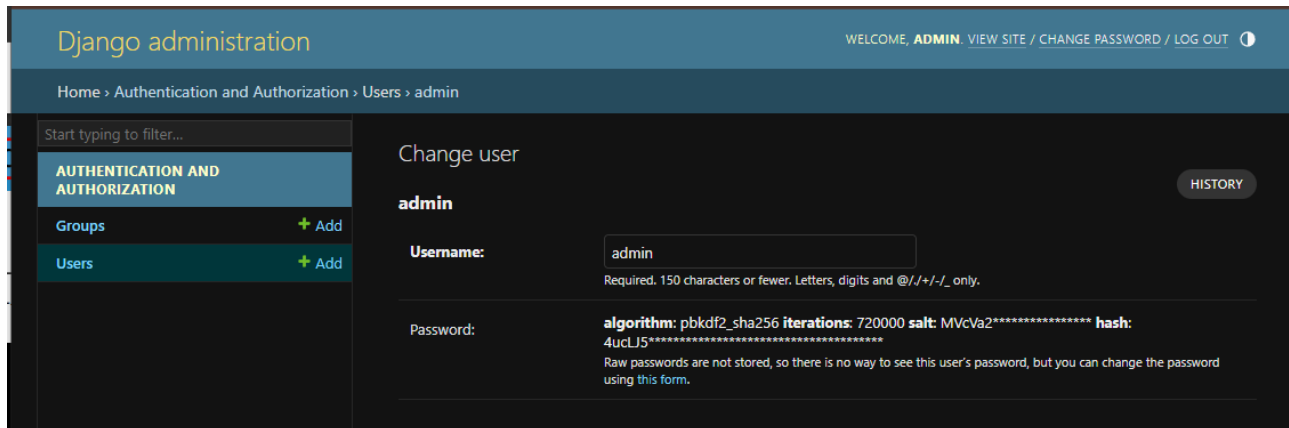 Django administration
WELCOME, ADMIN. VIEW SITE / CHANGE PASSWORD / LOG OUT
Home › Authentication and Authorization › Users › admin
Start typing to filter...
AUTHENTICATION AND
AUTHORIZATION
Groups
+ Add
Users
+ Add
Change user
HISTORY
admin
Username:
admin
Required. 150 characters or fewer. Letters, digits and @/./+/-/_ only.
Password:
algorithm: pbkdf2_sha256 iterations: 720000 salt: MVcVa2**************** hash:
4ucLJ5**************************************
Raw passwords are not stored, so there is no way to see this user's password, but you can change the password
using this form.